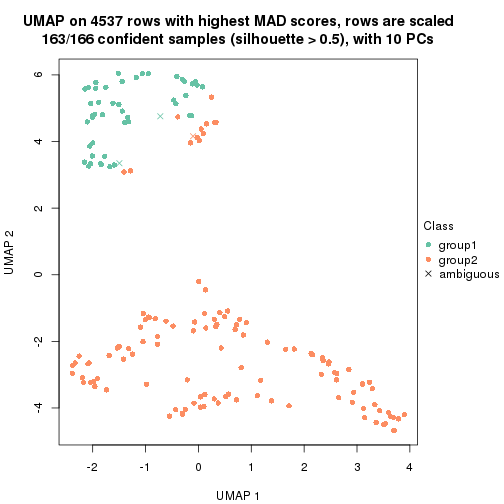 UMAP on 4537 rows with highest MAD scores, rows are scaled
163/166 confident samples (silhouette > 0.5), with 10 PCs
6
4
2
0
-2
-4
UMAP 2
-2
-1
0
1
2
3
4
UMAP 1
Class
group1
group2
ambiguous